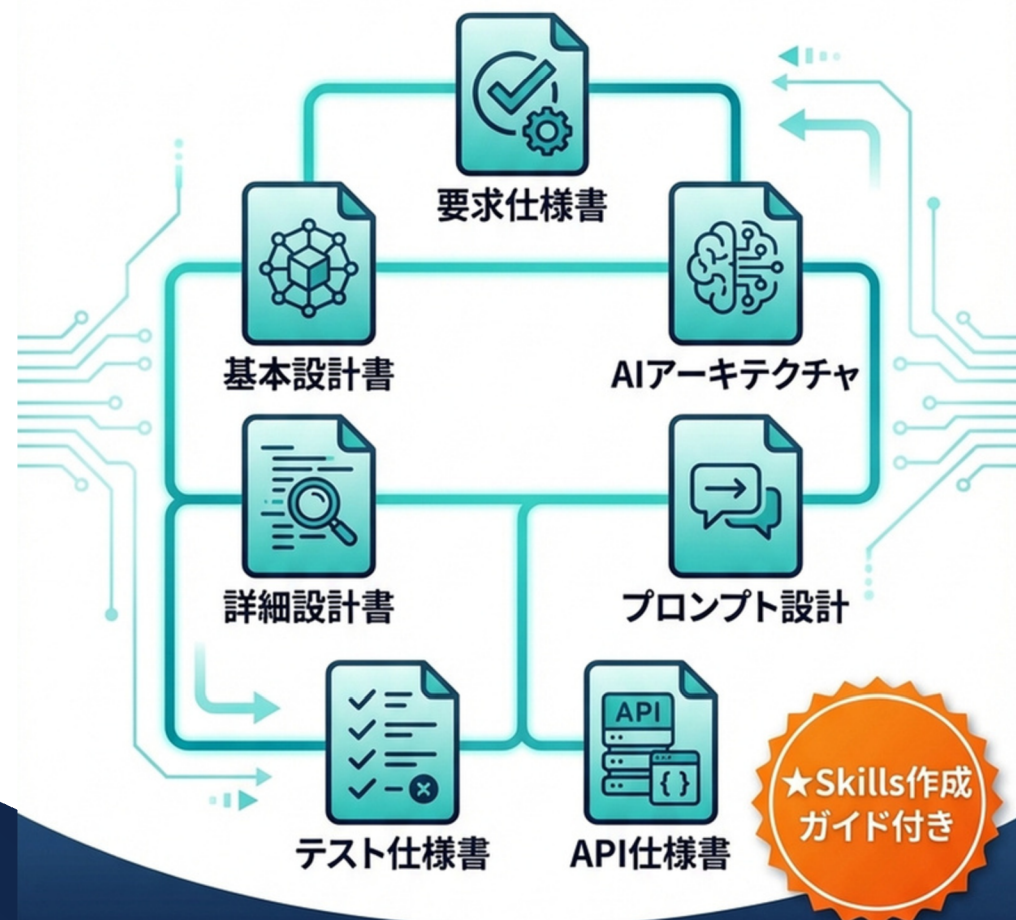 要求仕様書
基本設計書
AIアーキテクチャ
詳細設計書
プロンプト設計
API
{}
テスト仕様書
API仕様書
★Skills作成
ガイド付き